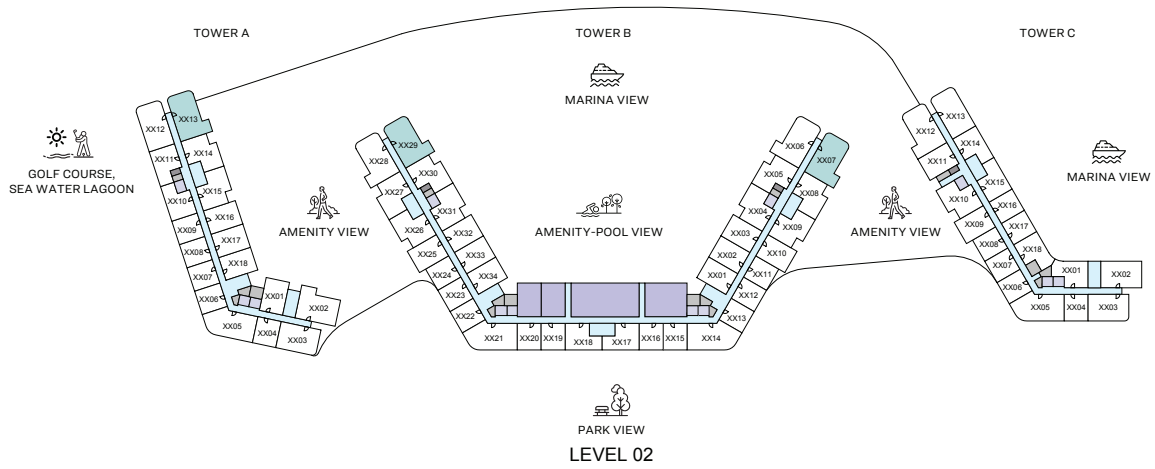 TOWER A
TOWER B
TOWER C
MARINA VIEW
GOLF COURSE,
SEA WATER LAGOON
AMENITY VIEW
AMENITY-POOL VIEW
AMENITY VIEW
MARINA VIEW
XX12
XX13
XX11
XX14
XX10
XX15
XX09
XX16
XX08
XX17
XX07
XX18
XX06
XX01
XX02
XX05
XX04
XX03
XX28
XX29
XX27
XX30
XX26
XX31
XX25
XX32
XX24
XX33
XX23
XX34
XX22
XX21
XX20
XX19
XX18
XX17
XX16
XX15
XX14
XX06
XX07
XX05
XX08
XX04
XX09
XX03
XX10
XX02
XX11
XX01
XX12
XX13
XX12
XX13
XX11
XX14
XX10
XX15
XX09
XX16
XX08
XX17
XX07
XX18
XX06
XX01
XX02
XX05
XX04
XX03
PARK VIEW
LEVEL 02